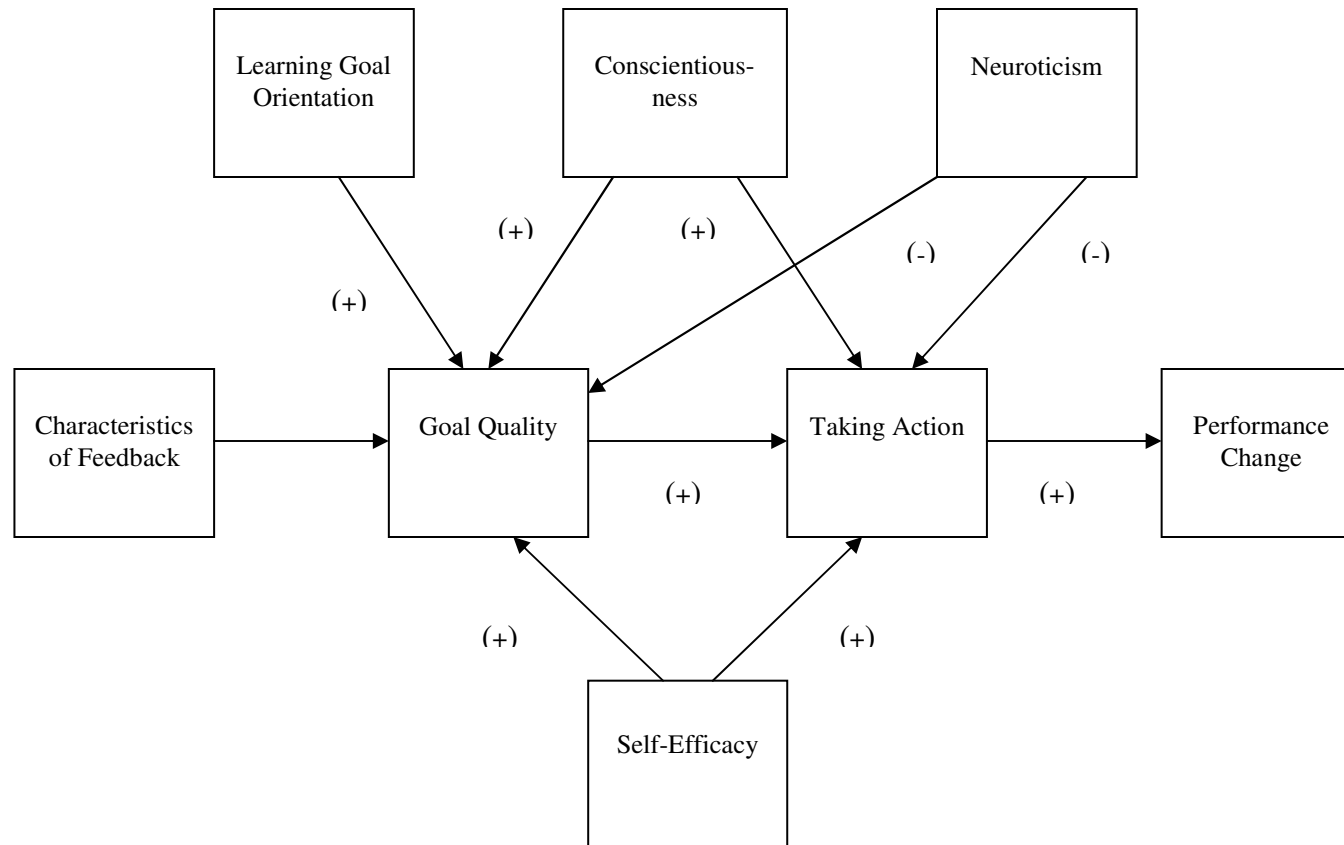 Learning Goal
Orientation
Conscientious-
ness
Neuroticism
(+)
(+)
(-)
(-)
(+)
Characteristics
of Feedback
Goal Quality
Taking Action
Performance
Change
(+)
(+)
(+)
(+)
Self-Efficacy